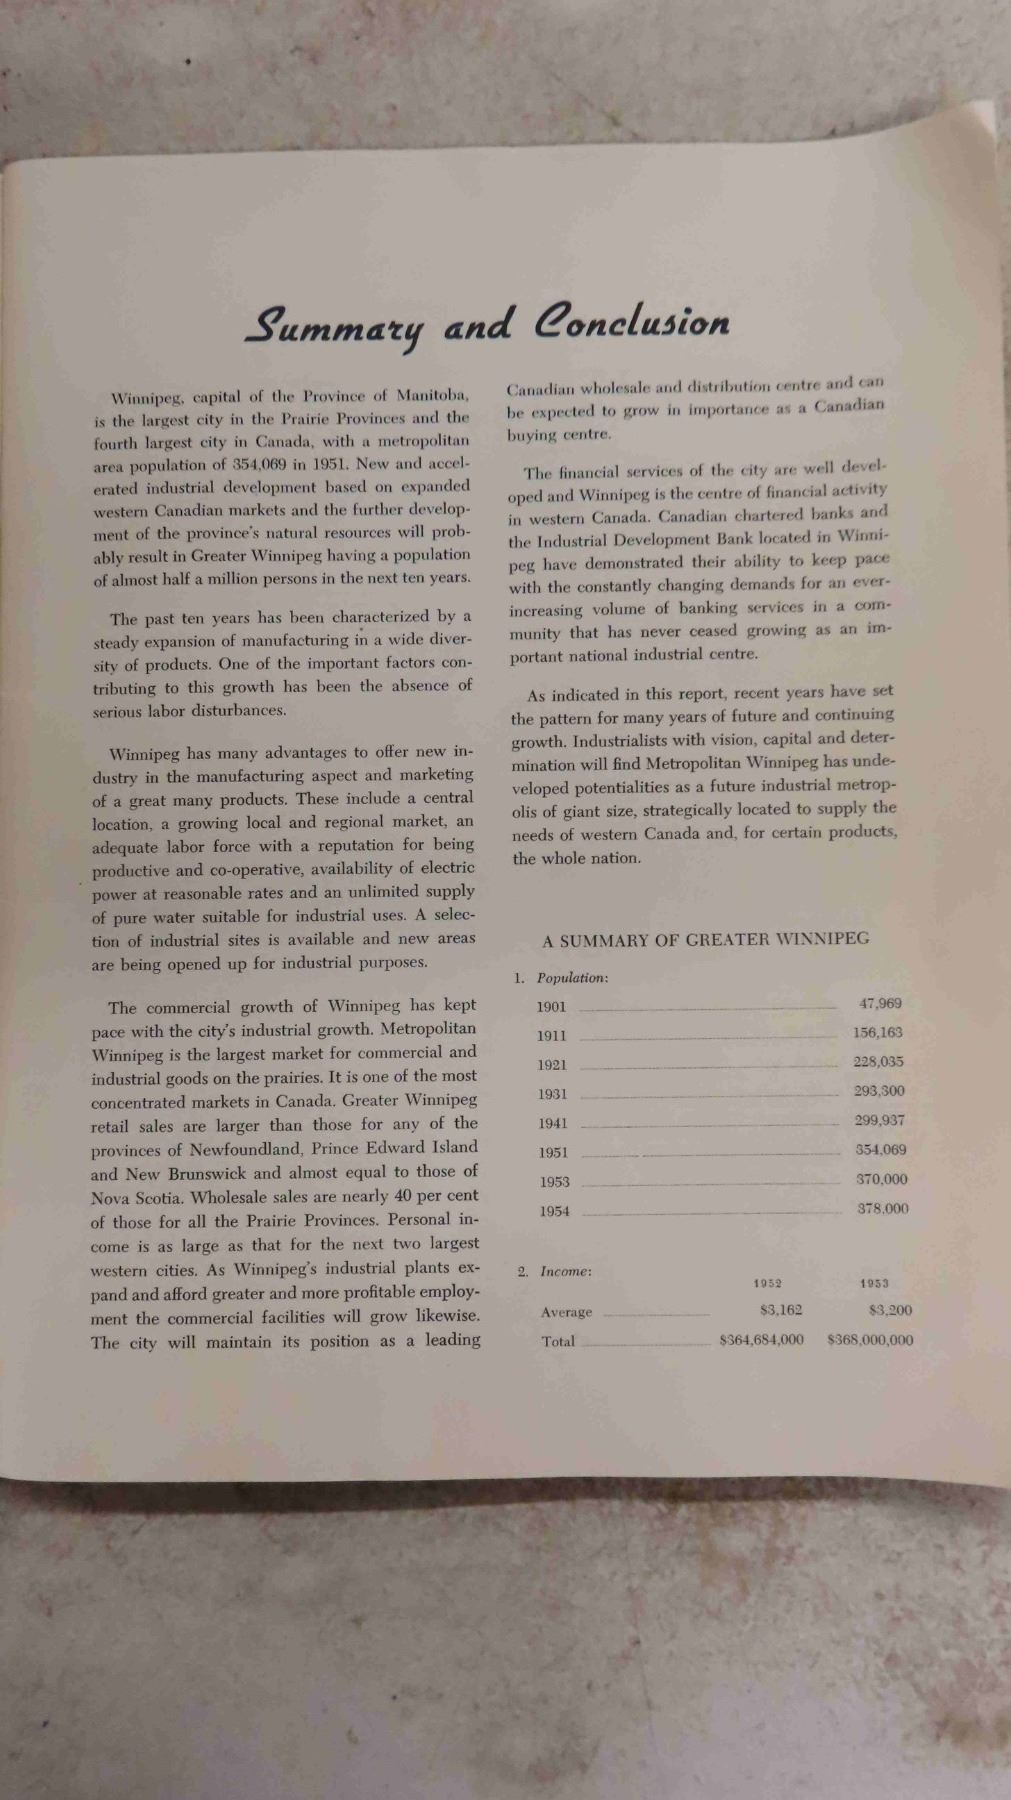 Summary and Conclusion
Winnipeg, capital of the Province of Manitoba,
is the largest city in the Prairie Provinces and the
fourth largest city in Canada, with a metropolitan
area population of 354,069 in 1951. New and accel-
erated industrial development based on expanded
western Canadian markets and the further develop-
ment of the province's natural resources will prob-
ably result in Greater Winnipeg having a population
of almost half a million persons in the next ten years.
The past ten years has been characterized by a
steady expansion of manufacturing in a wide diver-
sity of products. One of the important factors con-
tributing to this growth has been the absence of
serious labor disturbances.
Winnipeg has many advantages to offer new in-
dustry in the manufacturing aspect and marketing
of a great many products. These include a central
location, a growing local and regional market, an
adequate labor force with a reputation for being
productive and co-operative, availability of electric
power at reasonable rates and an unlimited supply
of pure water suitable for industrial uses. A selec-
tion of industrial sites is available and new areas
are being opened up for industrial purposes.
The commercial growth of Winnipeg has kept
pace with the city's industrial growth. Metropolitan
Winnipeg is the largest market for commercial and
industrial goods on the prairies. It is one of the most
concentrated markets in Canada. Greater Winnipeg
retail sales are larger than those for any of the
provinces of Newfoundland, Prince Edward Island
and New Brunswick and almost equal to those of
Nova Scotia. Wholesale sales are nearly 40 per cent
of those for all the Prairie Provinces. Personal in-
come is as large as that for the next two largest
western cities. As Winnipeg's industrial plants ex-
pand and afford greater and more profitable employ-
ment the commercial facilities will grow likewise.
The city will maintain its position as a leading
Canadian wholesale and distribution centre and can
be expected to grow in importance as a Canadian
buying centre.
The financial services of the city are well devel-
oped and Winnipeg is the centre of financial activity
in western Canada. Canadian chartered banks and
the Industrial Development Bank located in Winni-
peg have demonstrated their ability to keep pace
with the constantly changing demands for an ever-
increasing volume of banking services in a com-
munity that has never ceased growing as an im-
portant national industrial centre.
As indicated in this report, recent years have set
the pattern for many years of future and continuing
growth. Industrialists with vision, capital and deter-
mination will find Metropolitan Winnipeg has unde-
veloped potentialities as a future industrial metrop-
olis of giant size, strategically located to supply the
needs of western Canada and, for certain products,
the whole nation.
A SUMMARY OF GREATER WINNIPEG
1. Population:
1901 47,969
1911 156,163
1921 228,035
1931 293,300
1941 299,937
1951 354,069
1953 370,000
1954 378,000
2. Income:
1952 1953
Average $3,162 $3,200
Total $364,684,000 $368,000,000